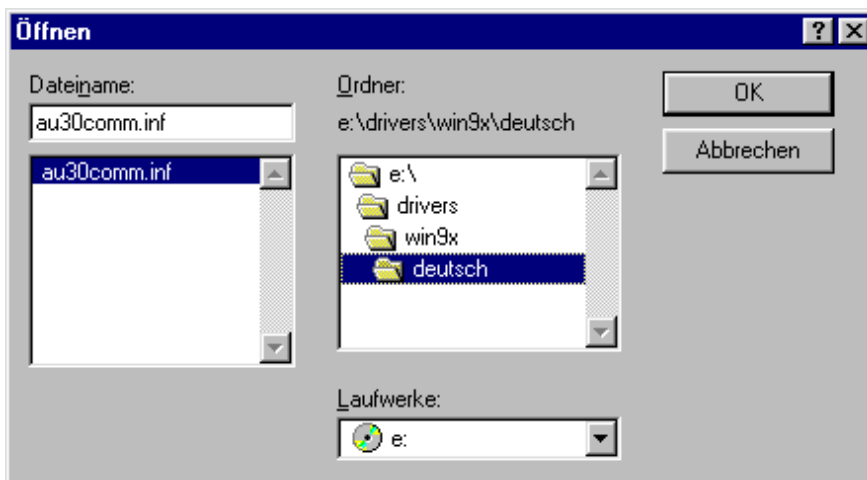 Öffnen
Dateiname:
au30comm.inf
au30comm.inf
Ordner:
e:\drivers\win9x\deutsch
e:\
drivers
win9x
deutsch
Laufwerke:
e:
OK
Abbrechen